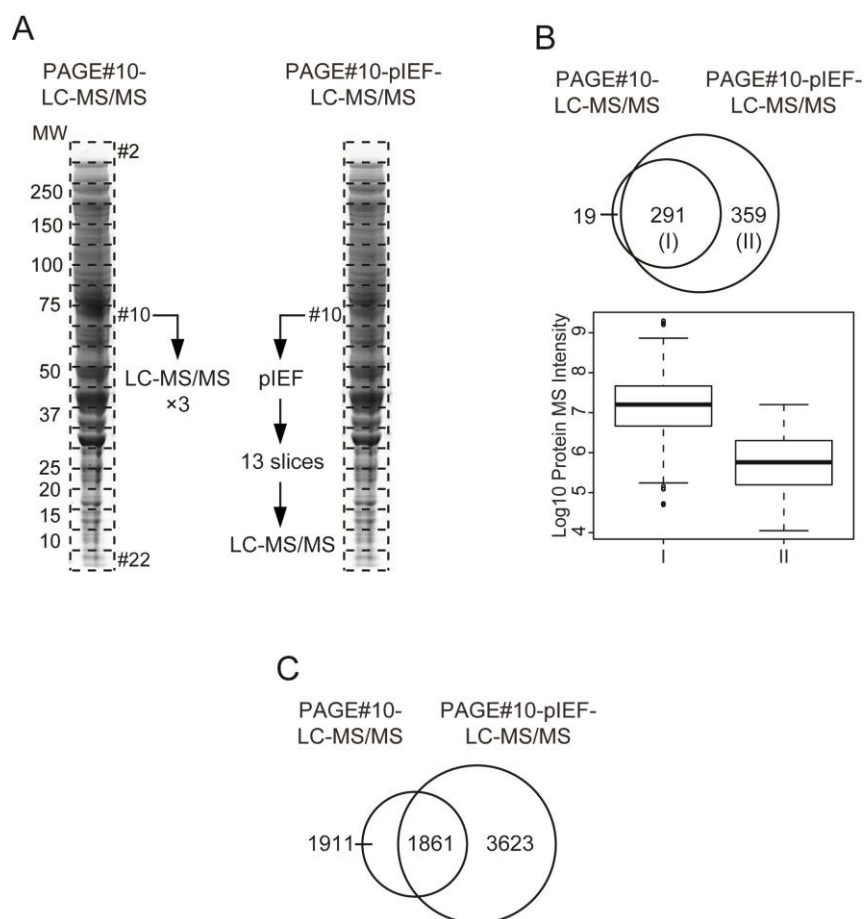 A
PAGE#10-
LC-MS/MS
PAGE#10-pIEF-
LC-MS/MS
MW
#2
250
150
100
75
50
37
25
20
15
10
#10
LC-MS/MS
×3
#22
#10
pIEF
13 slices
LC-MS/MS
B
PAGE#10-
LC-MS/MS
PAGE#10-pIEF-
LC-MS/MS
19
291
(I)
359
(II)
Log10 Protein MS Intensity
9
8
7
6
5
4
I
II
C
PAGE#10-
LC-MS/MS
PAGE#10-pIEF-
LC-MS/MS
1911
1861
3623